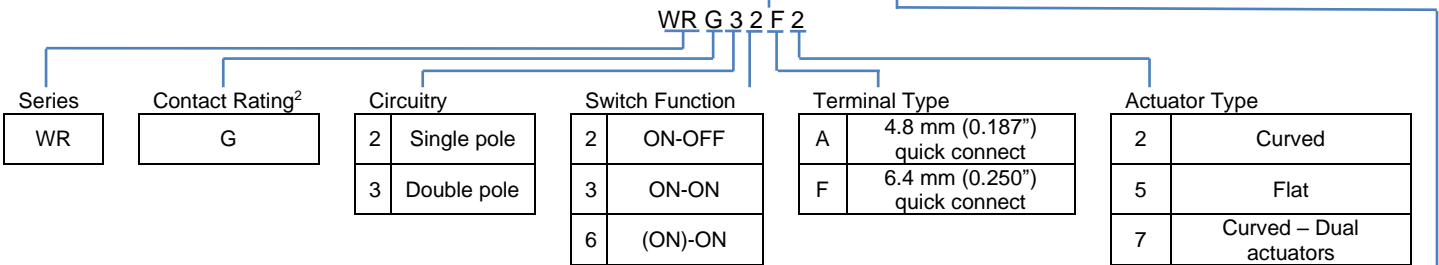 WR G 3 2 F 2
Series Contact Rating2 Circuitry Switch Function Terminal Type Actuator Type
WR G 2 Single pole 2 ON-OFF A 4.8 mm (0.187”) quick connect 2 Curved
3 Double pole 3 ON-ON F 6.4 mm (0.250”) quick connect 5 Flat
6 (ON)-ON 7 Curved – Dual actuators